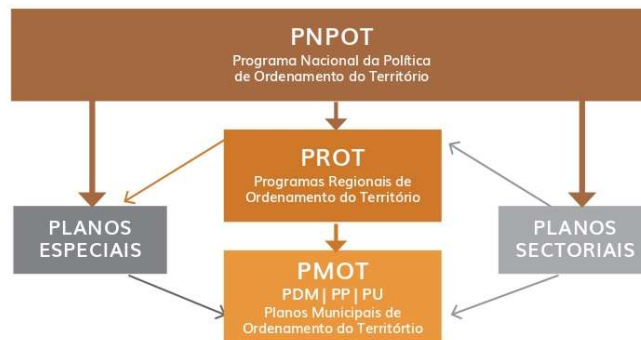 PNPOT
Programa Nacional da Política
de Ordenamento do Território
PROT
Programas Regionais de
Ordenamento do Território
PLANOS
ESPECIAIS
PLANOS
SECTORIAIS
PMOT
PDM | PP | PU
Planos Municipais de
Ordenamento do Territórtio